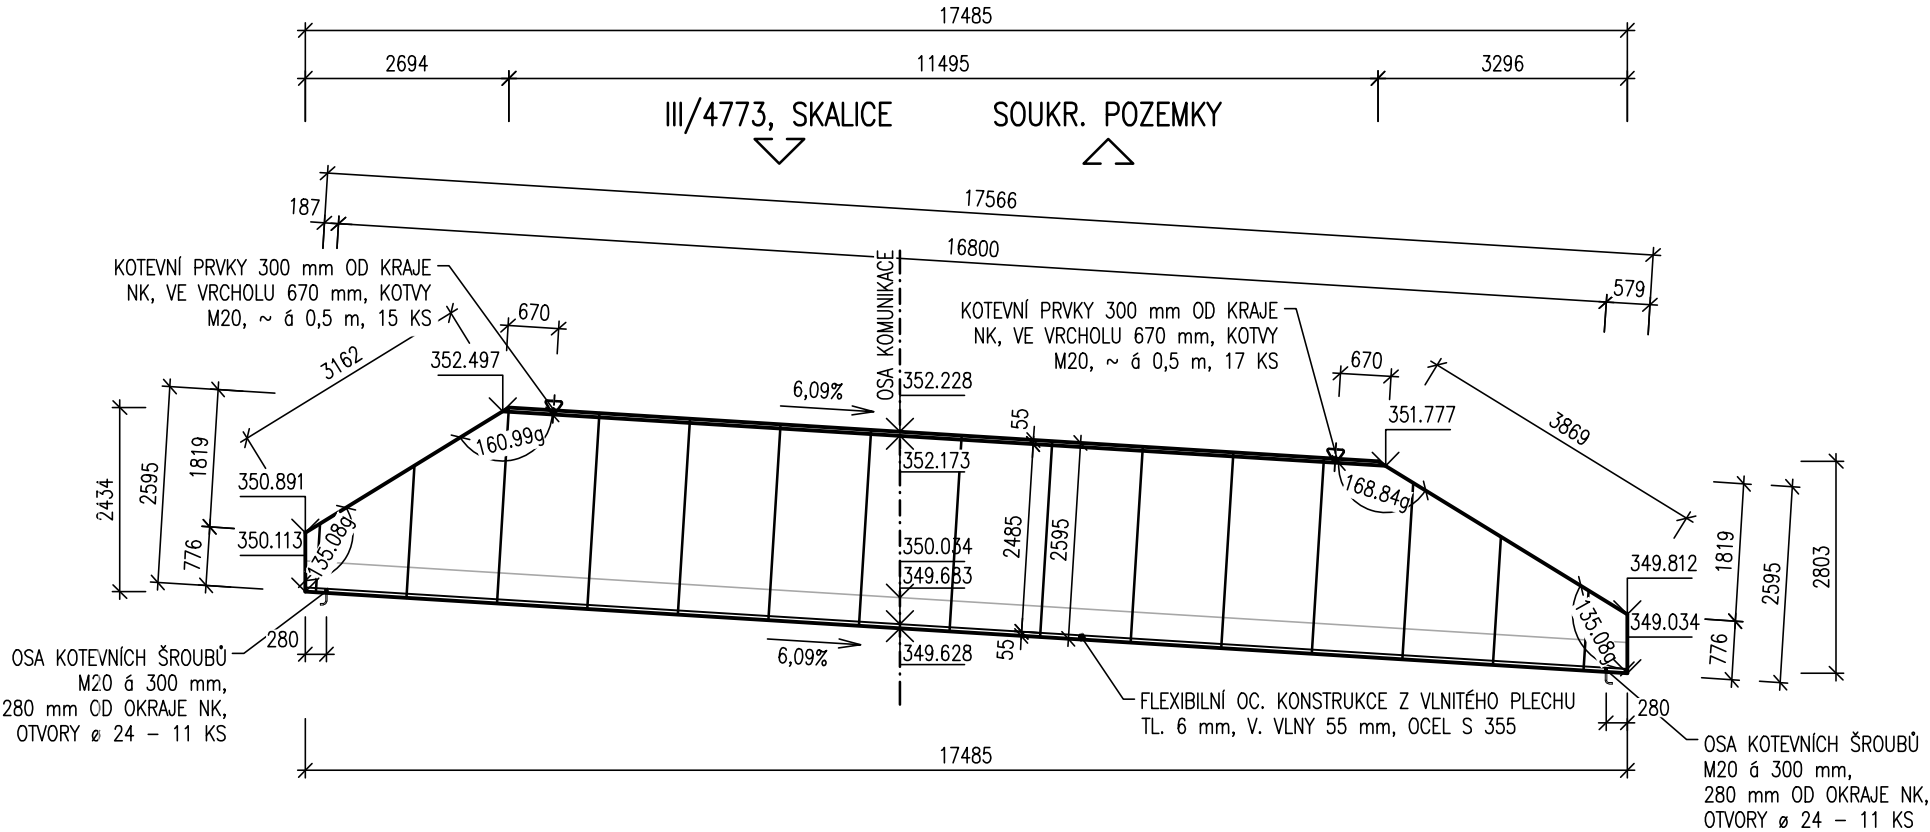 17485
2694
11495
3296
III/4773, SKALICE
SOUKR. POZEMKY
17566
187
16800
579
KOTEVNÍ PRVKY 300 mm OD KRAJE
NK, VE VRCHOLU 670 mm, KOTVY
M20, ~ á 0,5 m, 15 KS
OSA KOMUNIKACE
KOTEVNÍ PRVKY 300 mm OD KRAJE
NK, VE VRCHOLU 670 mm, KOTVY
M20, ~ á 0,5 m, 17 KS
670
3162
352.497
6,09%
352.228
670
351.777
3869
55
160.99g
352.173
168.84g
2434
2595
1819
350.891
350.113
776
135.08g
2485
2595
350.034
349.683
349.628
349.812
349.034
1819
776
2595
2803
135.08g
280
6,09%
55
280
OSA KOTEVNÍCH ŠROUBŮ
M20 á 300 mm,
280 mm OD OKRAJE NK,
OTVORY ø 24 – 11 KS
FLEXIBILNÍ OC. KONSTRUKCE Z VLNITÉHO PLECHU
TL. 6 mm, V. VLNY 55 mm, OCEL S 355
17485
OSA KOTEVNÍCH ŠROUBŮ
M20 á 300 mm,
280 mm OD OKRAJE NK,
OTVORY ø 24 – 11 KS